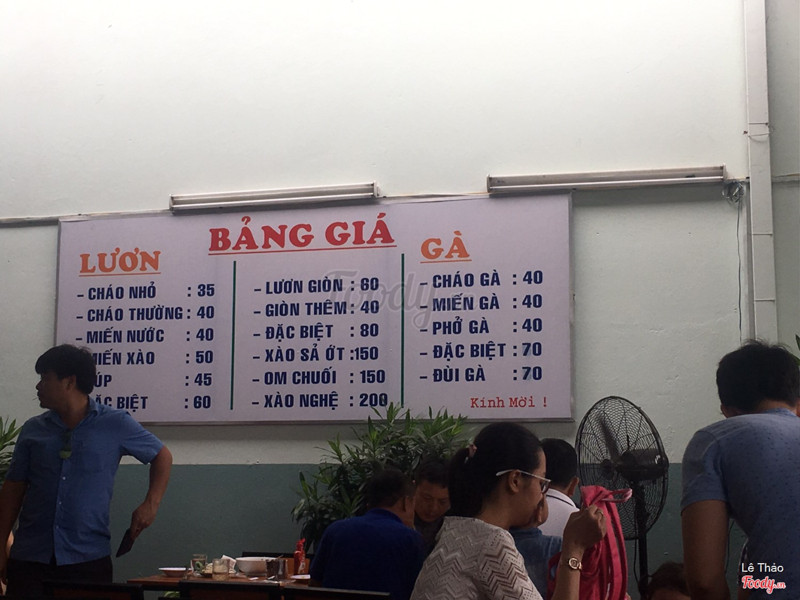 BẢNG GIÁ
LƯƠN
- CHÁO NHỎ : 35
- CHÁO THƯỜNG : 40
- MIẾN NƯỚC : 40
MIẾN XÀO : 50
ÚP : 45
ẶC BIỆT : 60
- LƯƠN GIÒN : 60
- GIÒN THÊM : 40
- ĐẶC BIỆT : 80
- XÀO SẢ ỚT : 150
- OM CHUỐI : 150
- XÀO NGHỆ : 200
GÀ
- CHÁO GÀ : 40
- MIẾN GÀ : 40
- PHỞ GÀ : 40
- ĐẶC BIỆT : 70
- ĐÙI GÀ : 70
Kính Mời !
Foody
Lê Thảo
Foody.vn